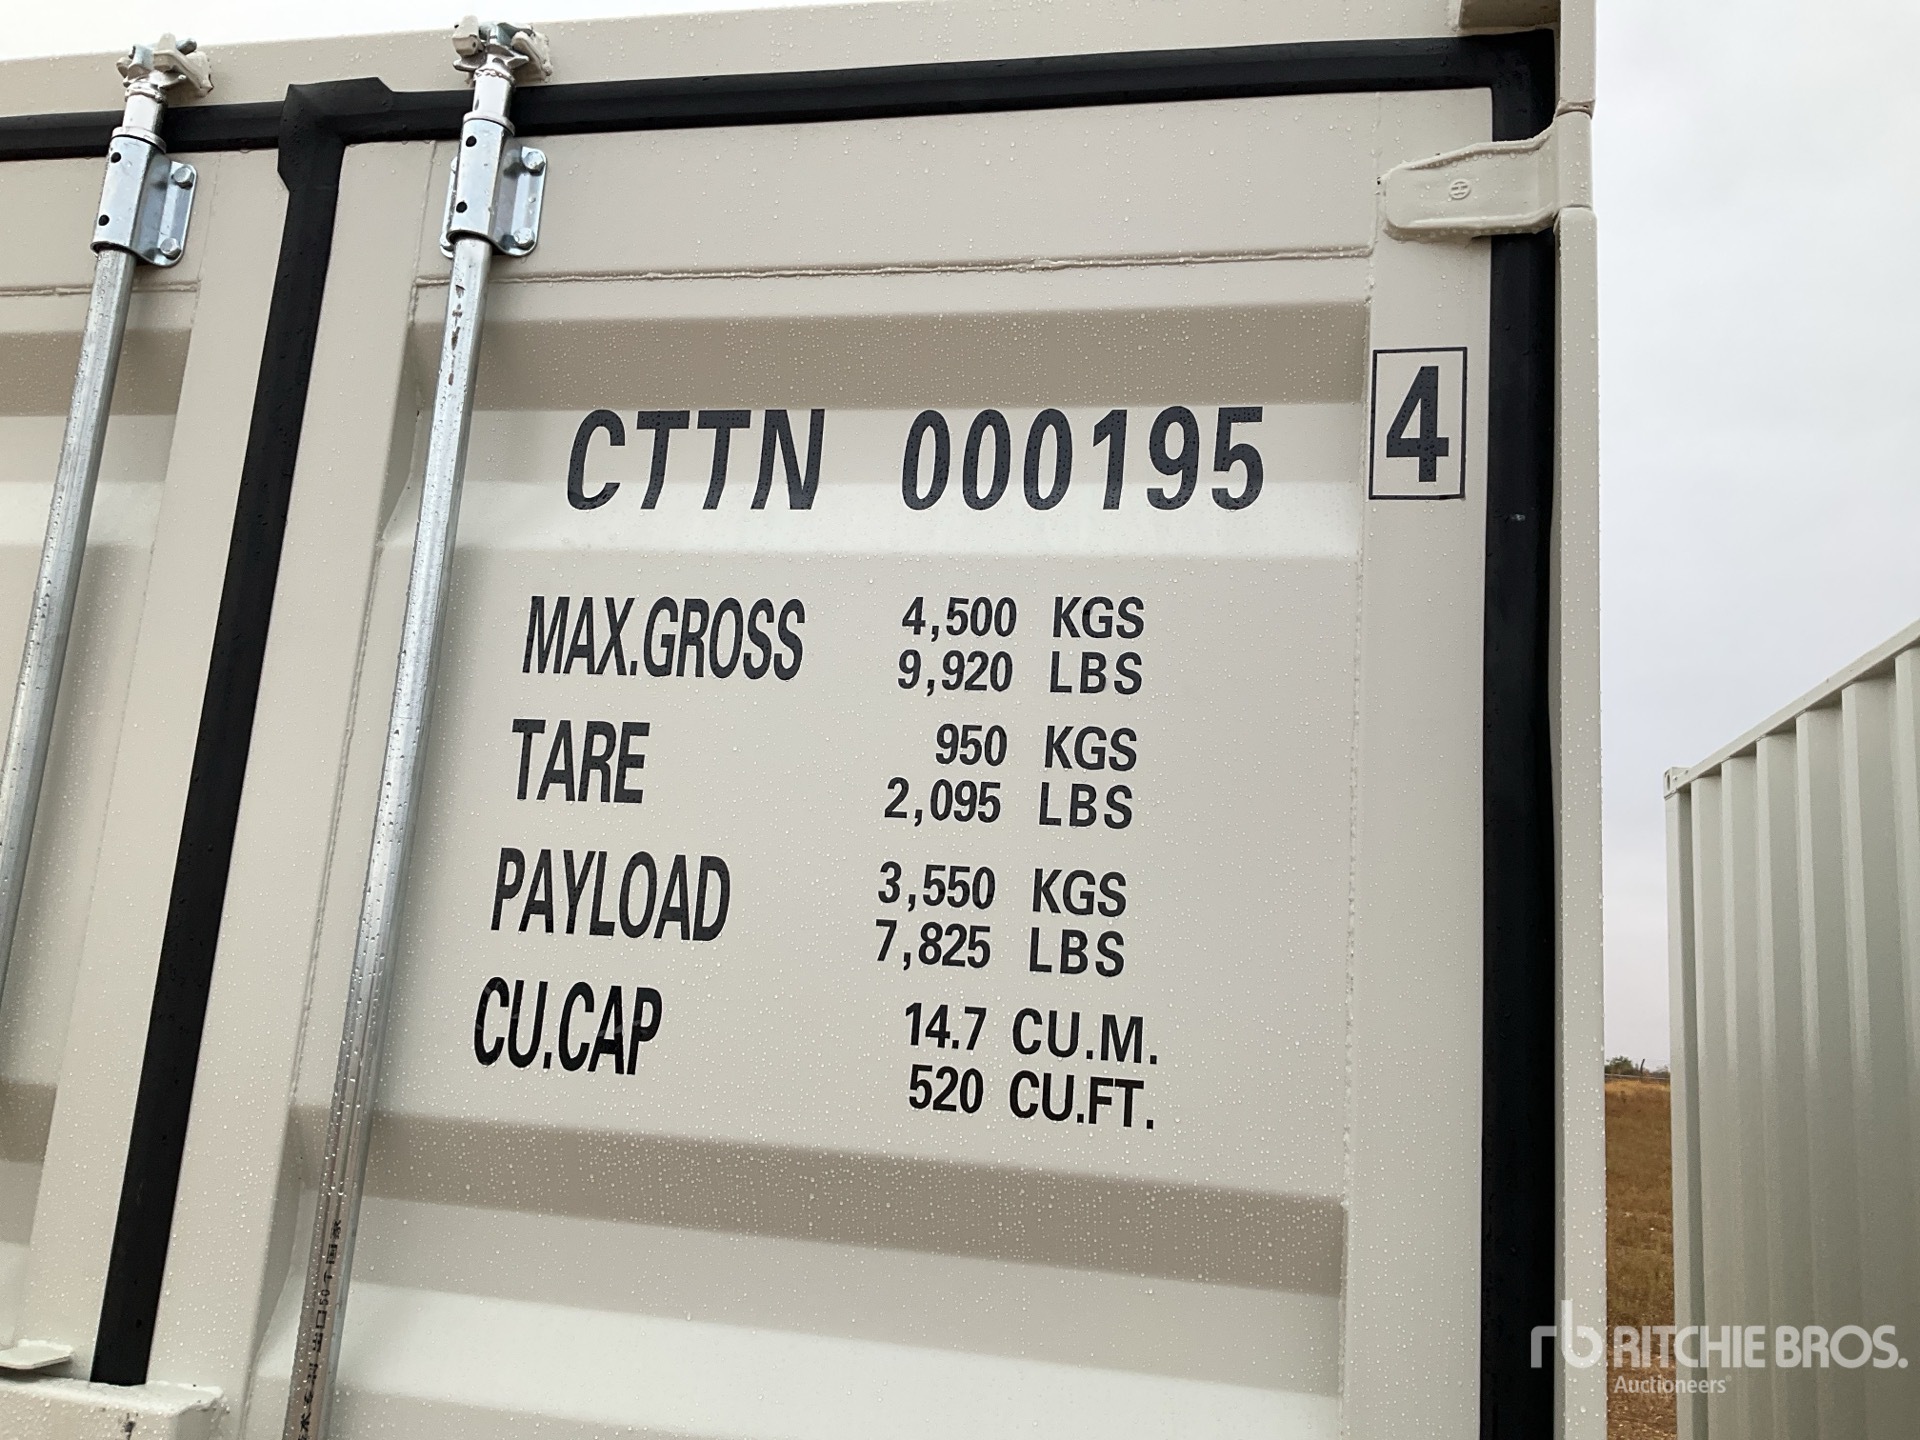 CTTN 000195 4
MAX.GROSS 4,500 KGS
9,920 LBS
TARE 950 KGS
2,095 LBS
PAYLOAD 3,550 KGS
7,825 LBS
CU.CAP 14.7 CU.M.
520 CU.FT.
rb RITCHIE BROS.
Auctioneers